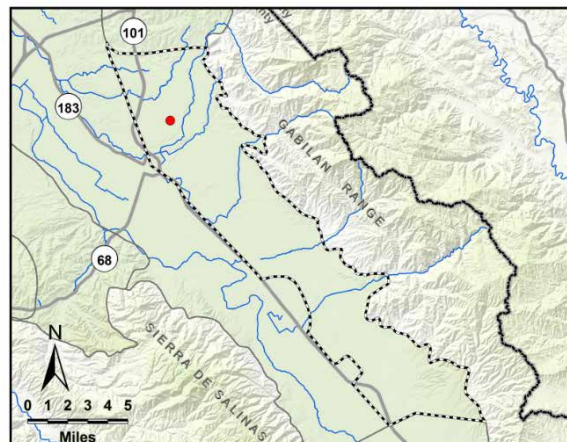 101
183
GABILAN RANGE
68
SIERRA DE SALINAS
N
0 1 2 3 4 5
Miles